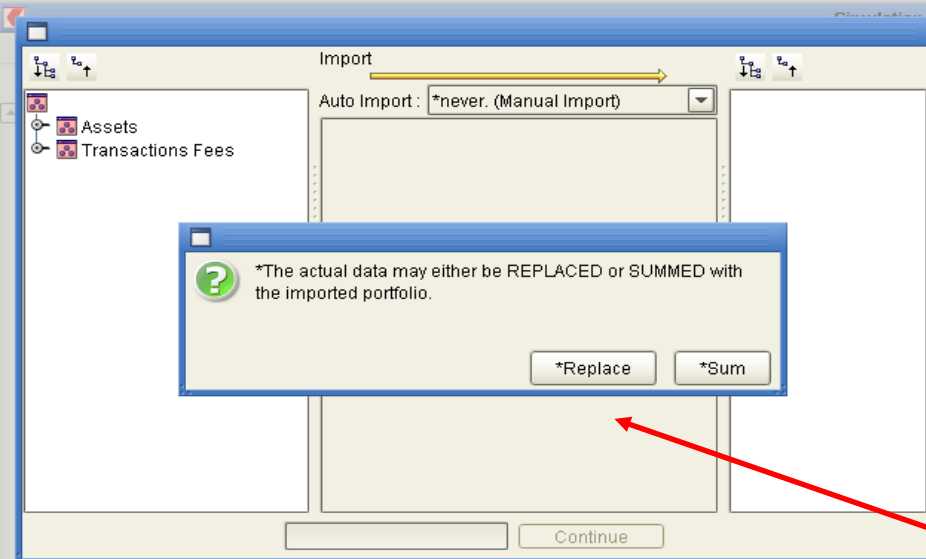 Simulation
Import
Auto Import : *never. (Manual Import)
Assets
Transactions Fees
*The actual data may either be REPLACED or SUMMED with
the imported portfolio.
*Replace *Sum
Continue